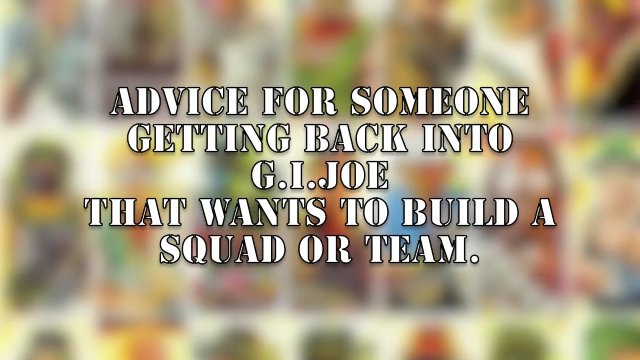 ADVICE FOR SOMEONE
GETTING BACK INTO
G.I.JOE
THAT WANTS TO BUILD A
SQUAD OR TEAM.